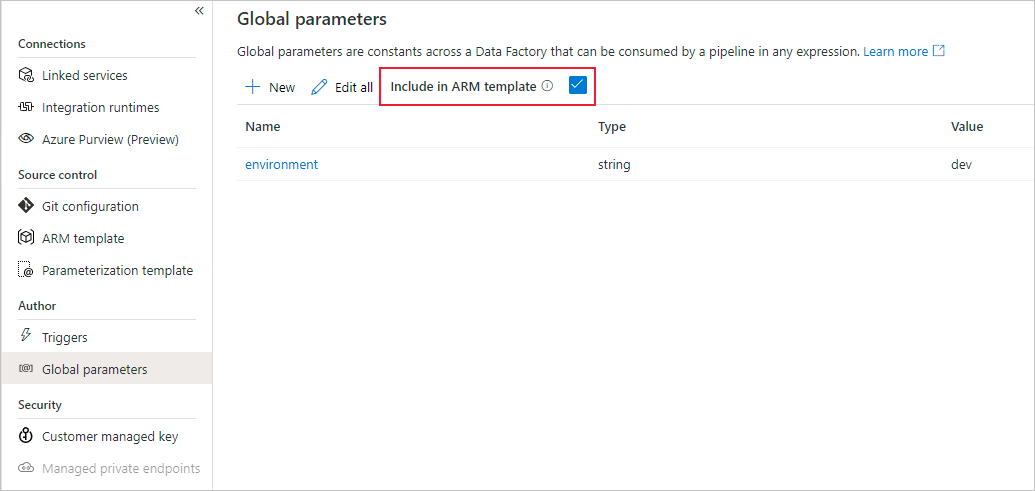 Connections
Linked services
Integration runtimes
Azure Purview (Preview)
Source control
Git configuration
ARM template
Parameterization template
Author
Triggers
Global parameters
Security
Customer managed key
Managed private endpoints
Global parameters
Global parameters are constants across a Data Factory that can be consumed by a pipeline in any expression. Learn more
New Edit all Include in ARM template
Name Type Value
environment string dev